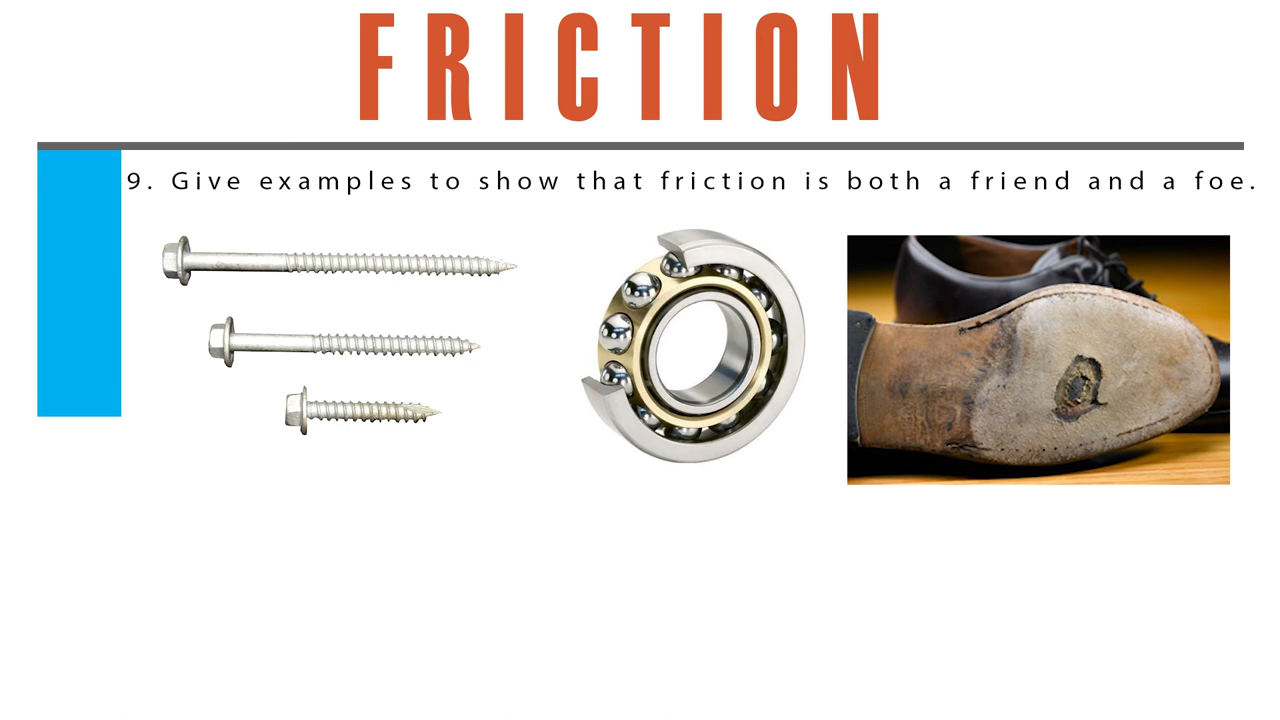 FRICTION
9. Give examples to show that friction is both a friend and a foe.